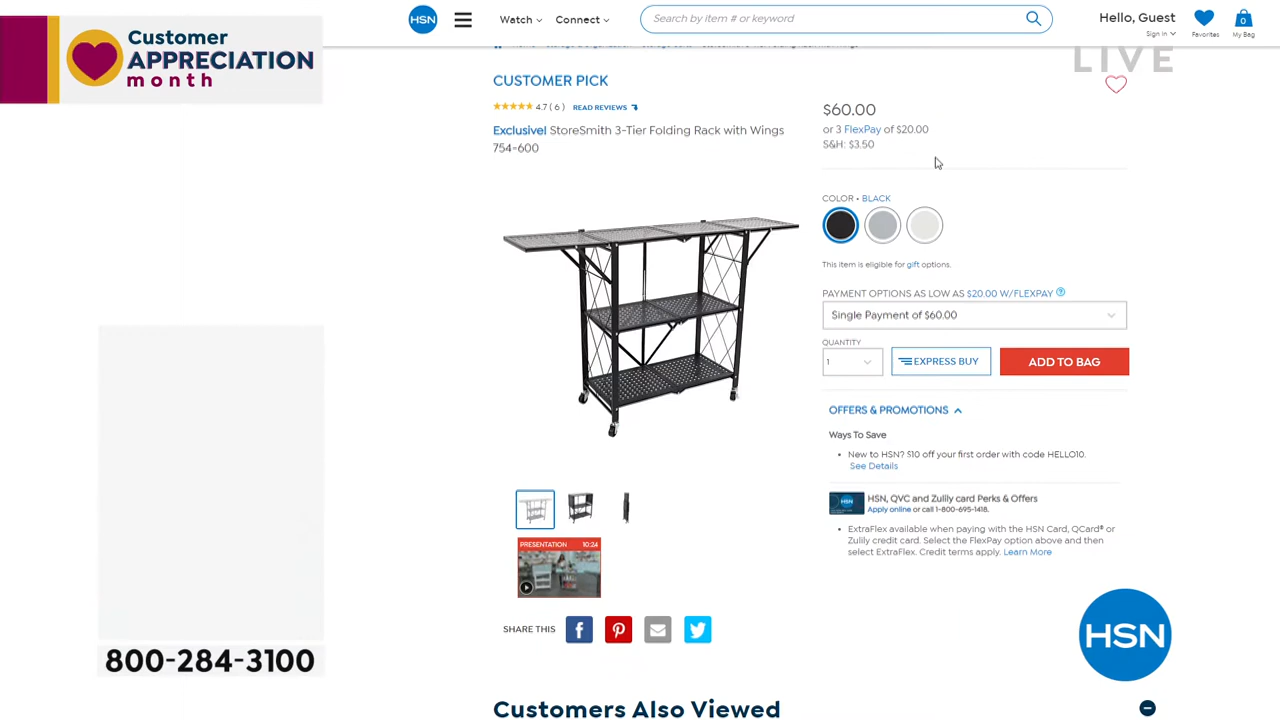 Customer
APPRECIATION
month
HSN
Watch
Connect
Search by item # or keyword
Hello, Guest
Sign in
Favorites
0
My Bag
LIVE
CUSTOMER PICK
4.7 ( 6 ) READ REVIEWS
Exclusive! StoreSmith 3-Tier Folding Rack with Wings
754-600
$60.00
or 3 FlexPay of $20.00
S&H: $3.50
COLOR • BLACK
This item is eligible for gift options.
PAYMENT OPTIONS AS LOW AS $20.00 W/FLEXPAY ?
Single Payment of $60.00
QUANTITY
1
EXPRESS BUY
ADD TO BAG
OFFERS & PROMOTIONS
Ways To Save
• New to HSN? $10 off your first order with code HELLO10.
See Details
HSN
HSN, QVC and Zulily card Perks & Offers
Apply online or call 1-800-695-1418.
• ExtraFlex available when paying with the HSN Card, QCard® or
Zulily credit card. Select the FlexPay option above and then
select ExtraFlex. Credit terms apply. Learn More
PRESENTATION 10:24
SHARE THIS
800-284-3100
HSN
Customers Also Viewed